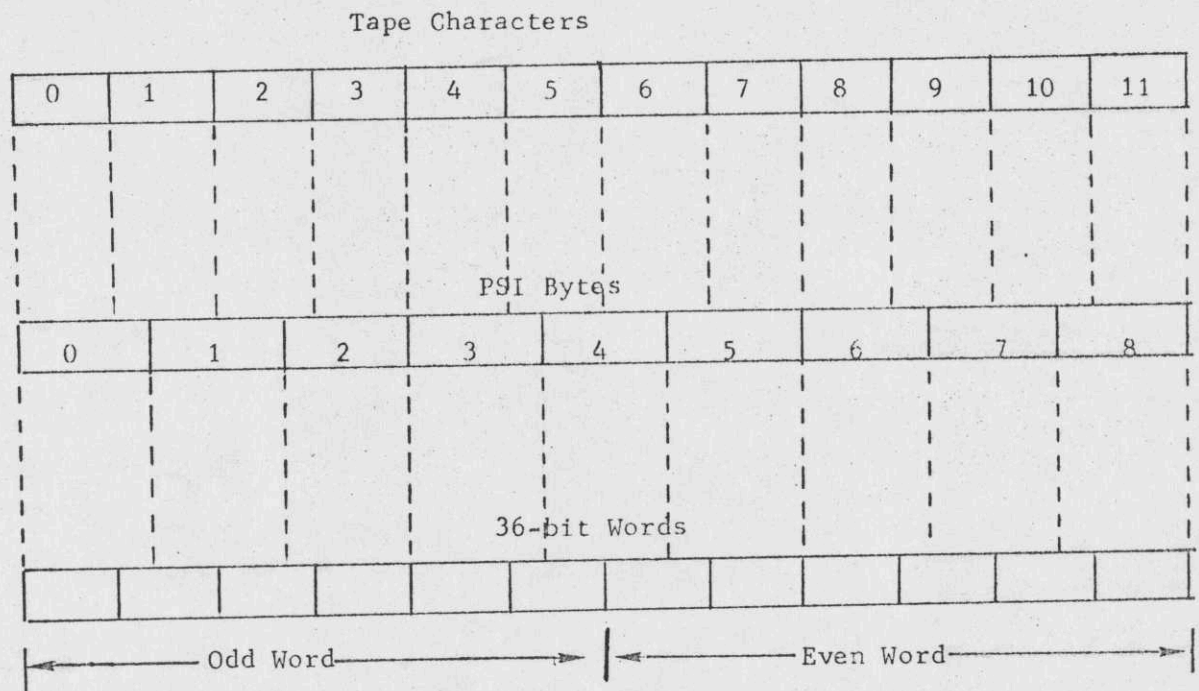 Tape Characters
0 1 2 3 4 5 6 7 8 9 10 11
PSI Bytes
0 1 2 3 4 5 6 7 8
36-bit Words
Odd Word Even Word